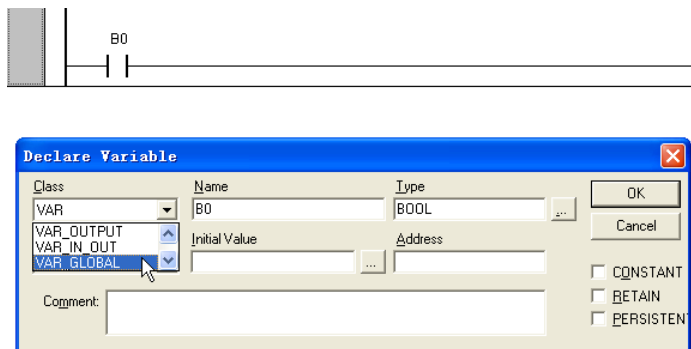 B0
Declare Variable
Class Name Type
VAR B0 BOOL ... OK
VAR_OUTPUT Cancel
VAR_IN_OUT Initial Value Address
VAR_GLOBAL ... CONSTANT
Comment: RETAIN
PERSISTEN